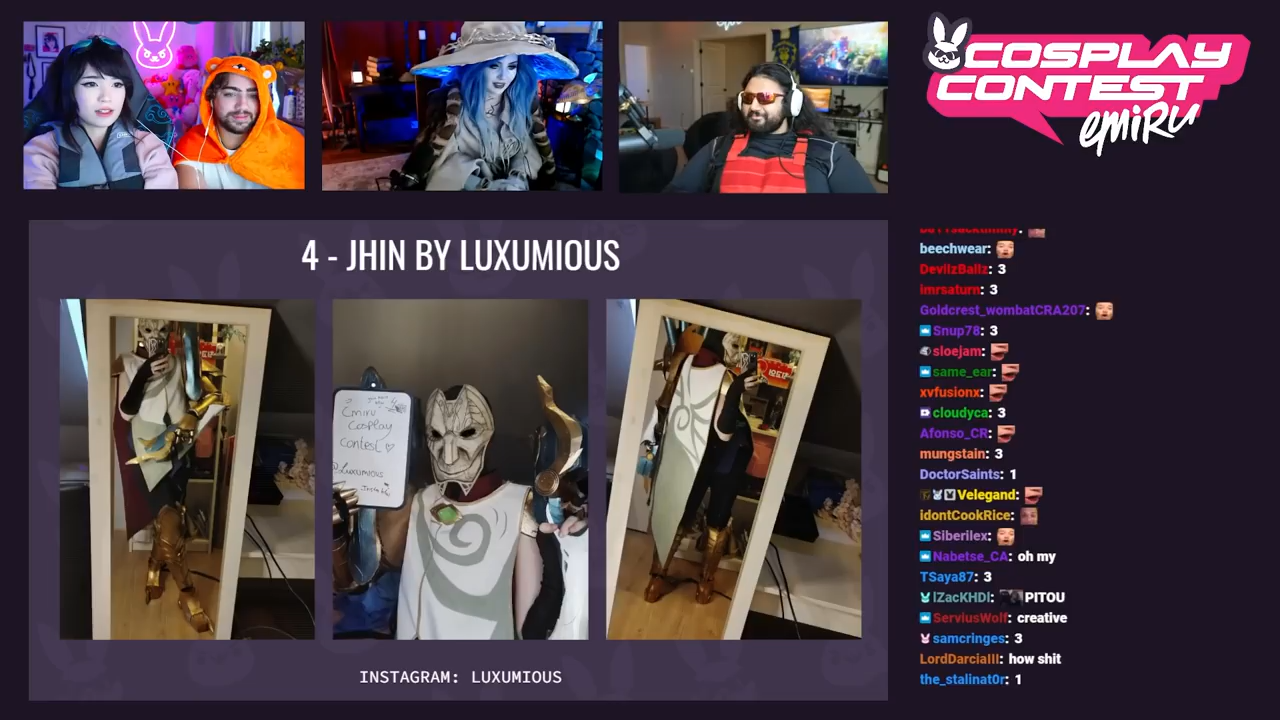 COSPLAY
CONTEST
emiru
4 - JHIN BY LUXUMIOUS
Emiru
Cosplay
Contest ♡
@Luxumious
INSTAGRAM: LUXUMIOUS
beechwear:
DevilzBallz: 3
imrsaturn: 3
Goldcrest_wombatCRA207:
Snup78: 3
sloejam:
same_ear:
xvfusionx:
cloudyca: 3
Afonso_CR:
mungstain: 3
DoctorSaints: 1
Velegand:
idontCookRice:
Siberilex:
Nabetse_CA: oh my
TSaya87: 3
IZacKHDI: PITOU
ServiusWolf: creative
samcringes: 3
LordDarciaIII: how shit
the_stalinat0r: 1